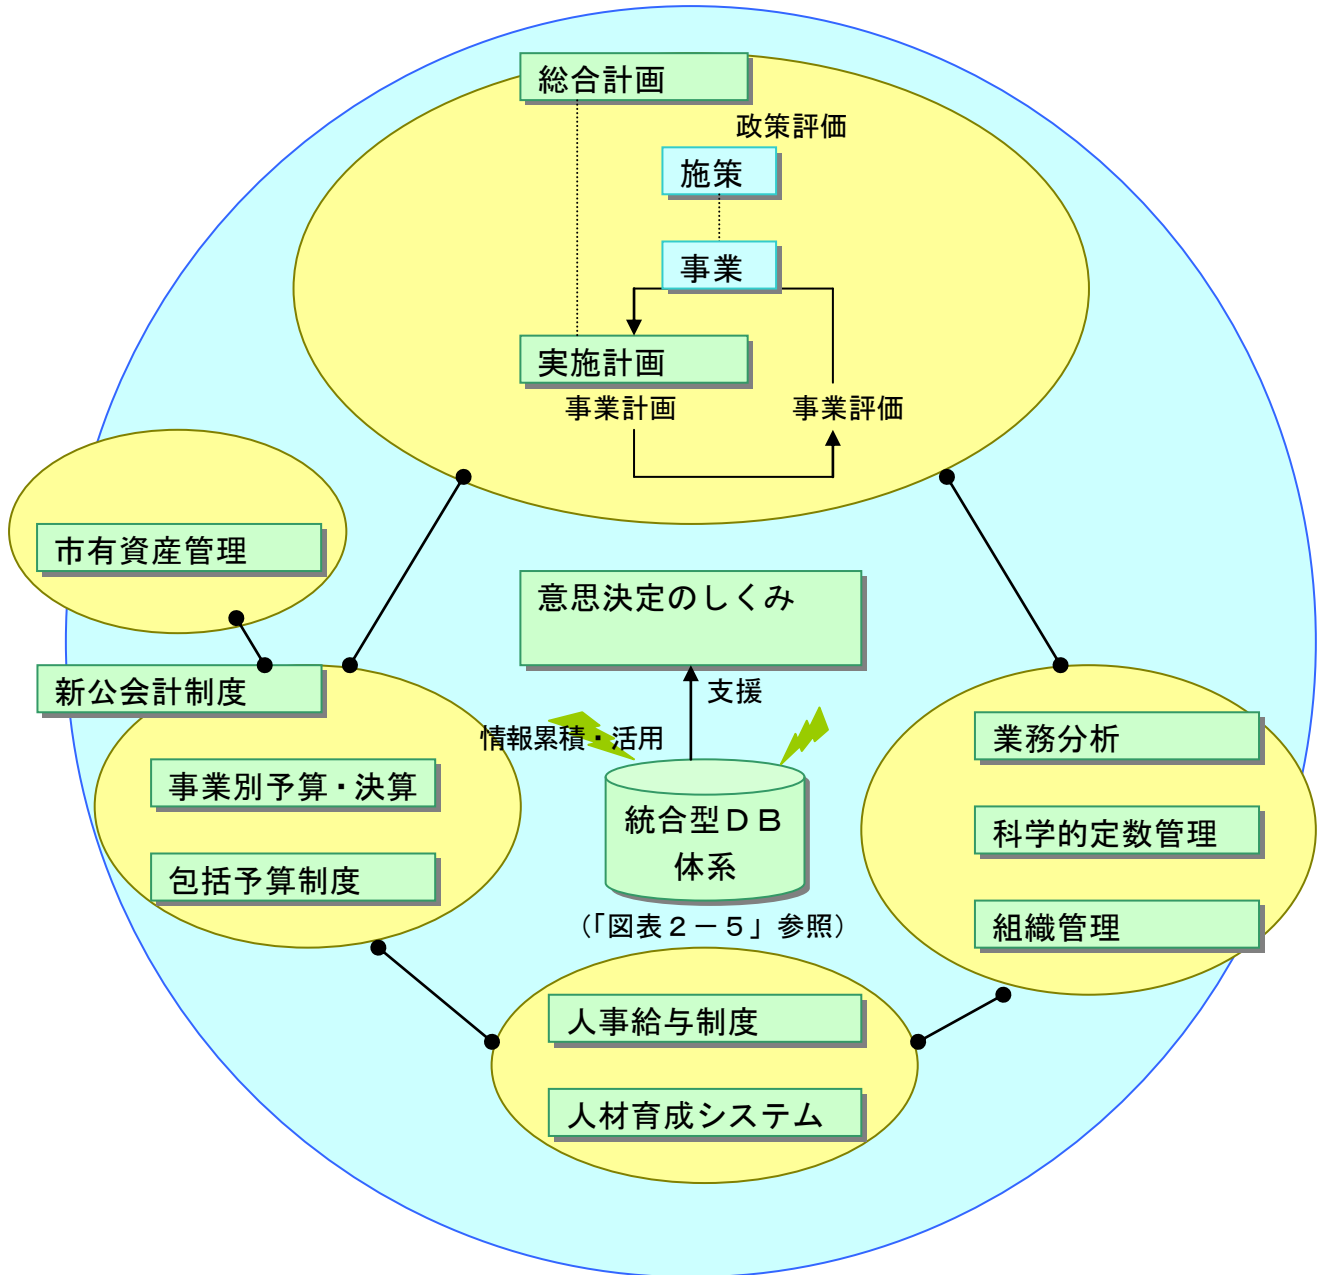 総合計画
政策評価
施策
事業
実施計画
事業計画
事業評価
市有資産管理
意思決定のしくみ
新公会計制度
支援
情報累積・活用
業務分析
事業別予算・決算
統合型ＤＢ
体系
科学的定数管理
包括予算制度
（「図表２－５」参照）
組織管理
人事給与制度
人材育成システム